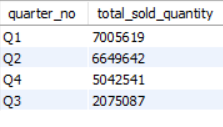 quarter_no total_sold_quantity
Q1 7005619
Q2 6649642
Q4 5042541
Q3 2075087